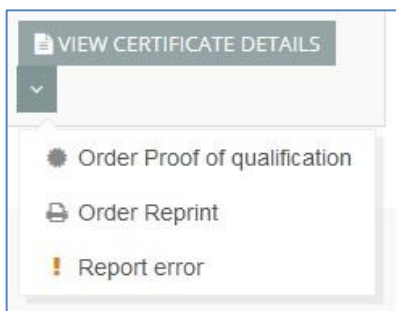 VIEW CERTIFICATE DETAILS
Order Proof of qualification
Order Reprint
Report error